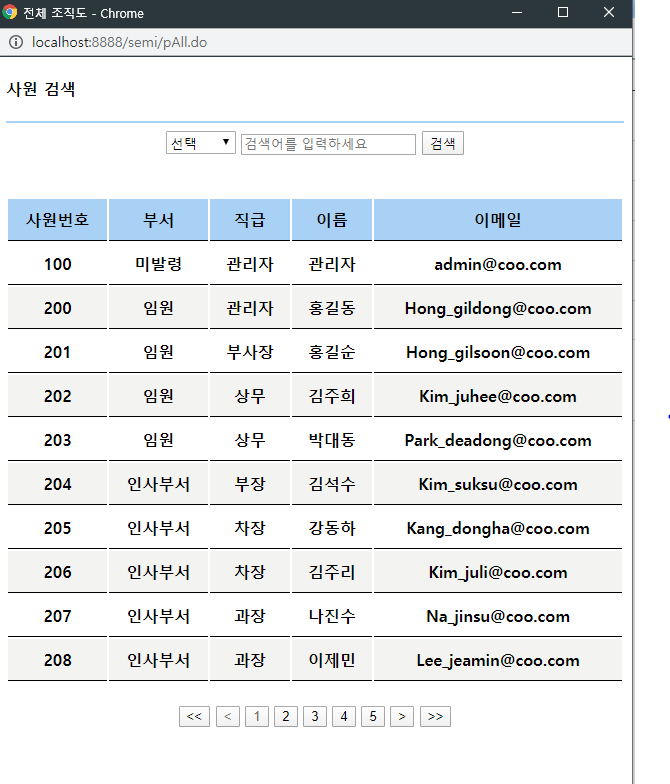 전체 조직도 - Chrome
localhost:8888/semi/pAll.do
사원 검색
선택 검색어를 입력하세요 검색
사원번호 부서 직급 이름 이메일
100 미발령 관리자 관리자 admin@coo.com
200 임원 관리자 홍길동 Hong_gildong@coo.com
201 임원 부사장 홍길순 Hong_gilsoon@coo.com
202 임원 상무 김주희 Kim_juhee@coo.com
203 임원 상무 박대동 Park_deadong@coo.com
204 인사부서 부장 김석수 Kim_suksu@coo.com
205 인사부서 차장 강동하 Kang_dongha@coo.com
206 인사부서 차장 김주리 Kim_juli@coo.com
207 인사부서 과장 나진수 Na_jinsu@coo.com
208 인사부서 과장 이제민 Lee_jeamin@coo.com
<< < 1 2 3 4 5 > >>